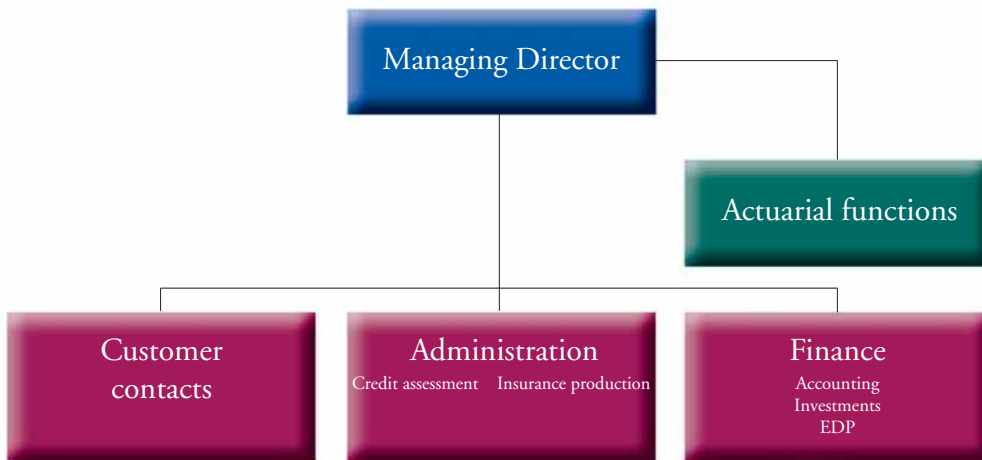 Managing Director
Actuarial functions
Customer
contacts
Administration
Credit assessment Insurance production
Finance
Accounting
Investments
EDP